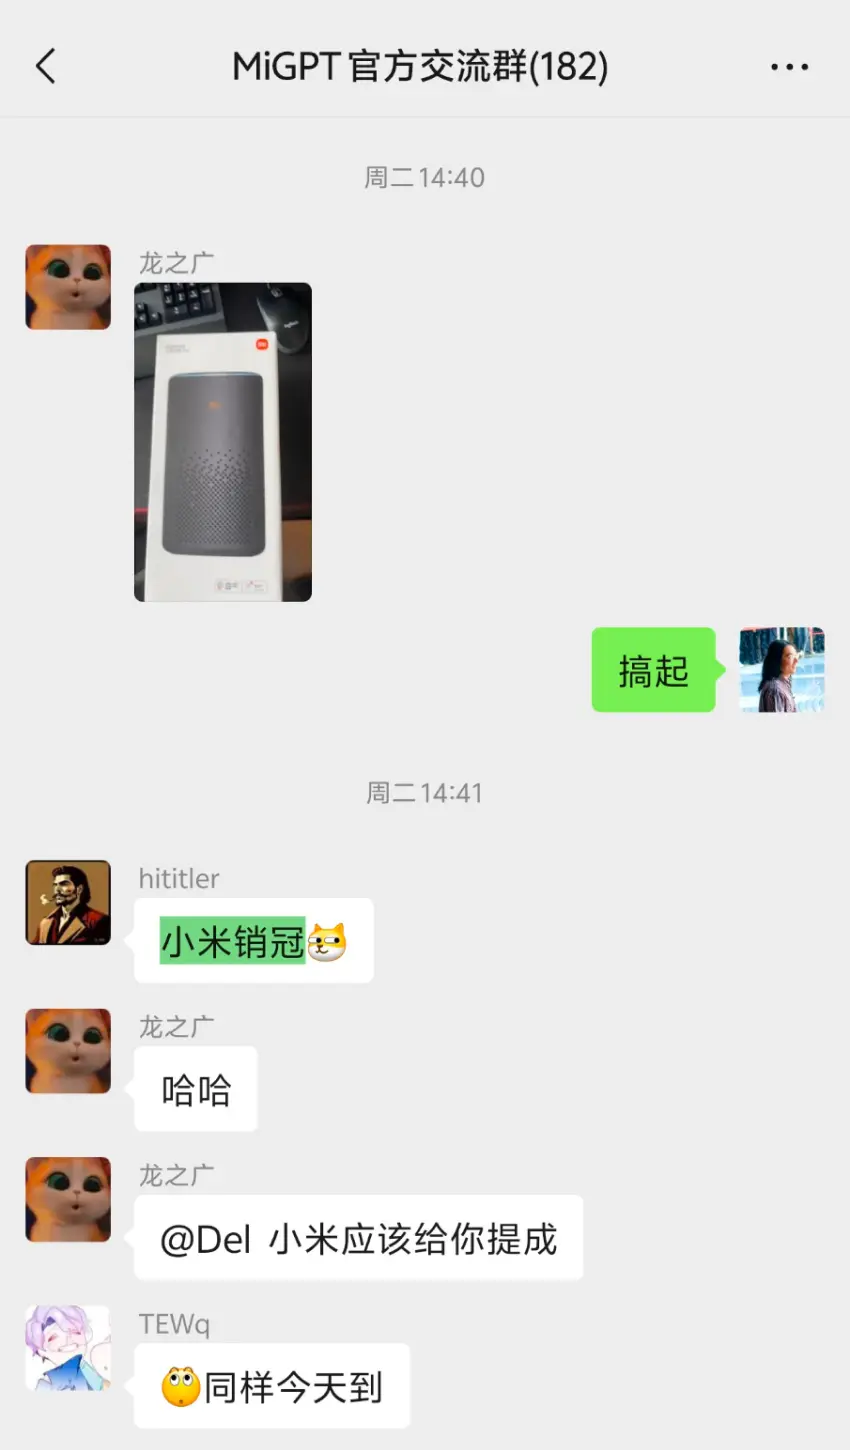 MiGPT官方交流群(182)
周二14:40
龙之广
搞起
周二14:41
hititler
小米销冠
龙之广
哈哈
龙之广
@Del 小米应该给你提成
TEWq
同样今天到